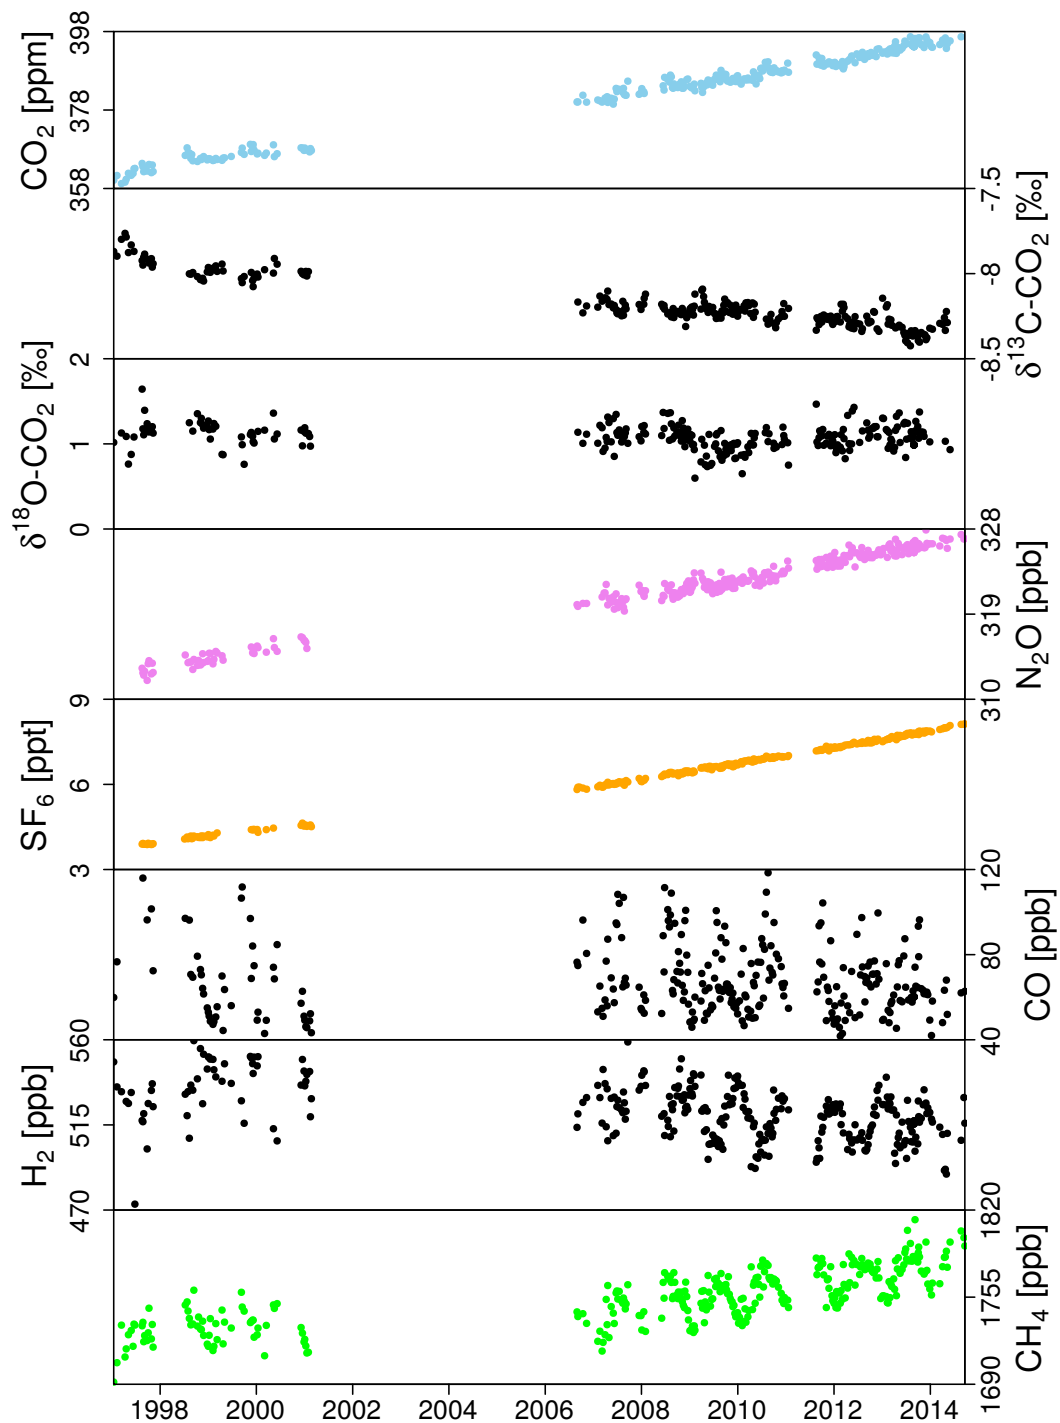 CO2 [ppm]
358 378 398
δ13C-CO2 [‰]
-8.5 -8 -7.5
δ18O-CO2 [‰]
0 1 2
N2O [ppb]
310 319 328
SF6 [ppt]
3 6 9
CO [ppb]
40 80 120
H2 [ppb]
470 515 560
CH4 [ppb]
1690 1755 1820
1998 2000 2002 2004 2006 2008 2010 2012 2014